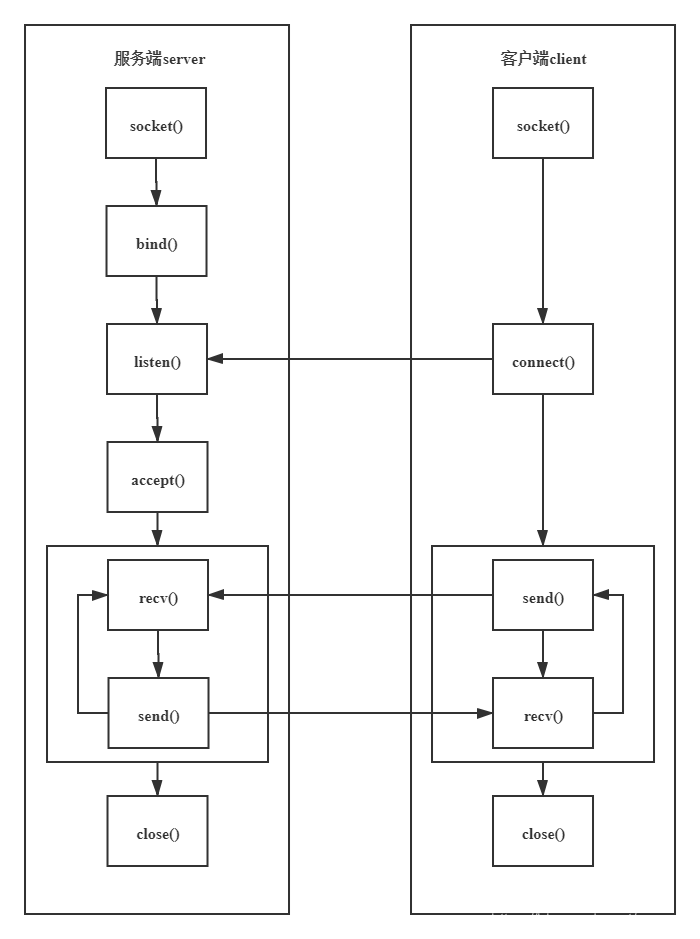 服务端server
socket()
bind()
listen()
accept()
recv()
send()
close()
客户端client
socket()
connect()
send()
recv()
close()